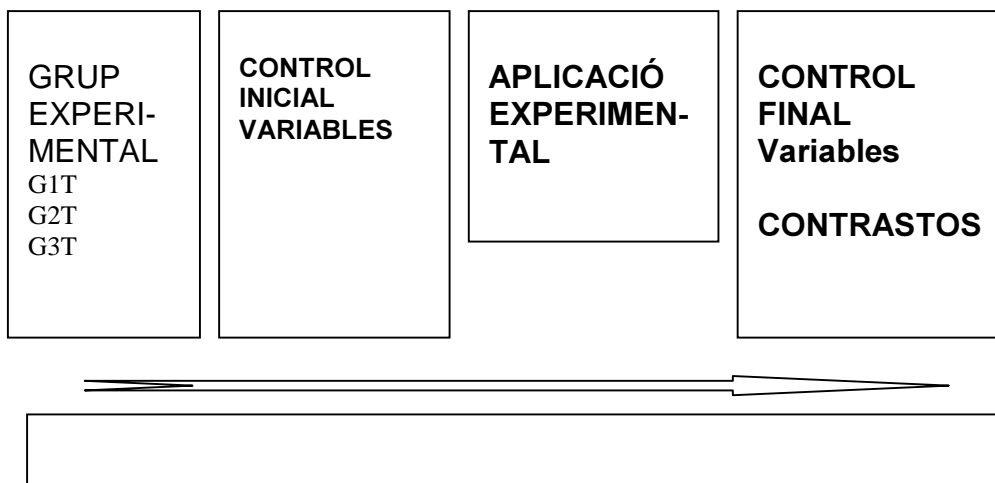 GRUP
EXPERI-
MENTAL
G1T
G2T
G3T
CONTROL
INICIAL
VARIABLES
APLICACIÓ
EXPERIMEN-
TAL
CONTROL
FINAL
Variables
CONTRASTOS